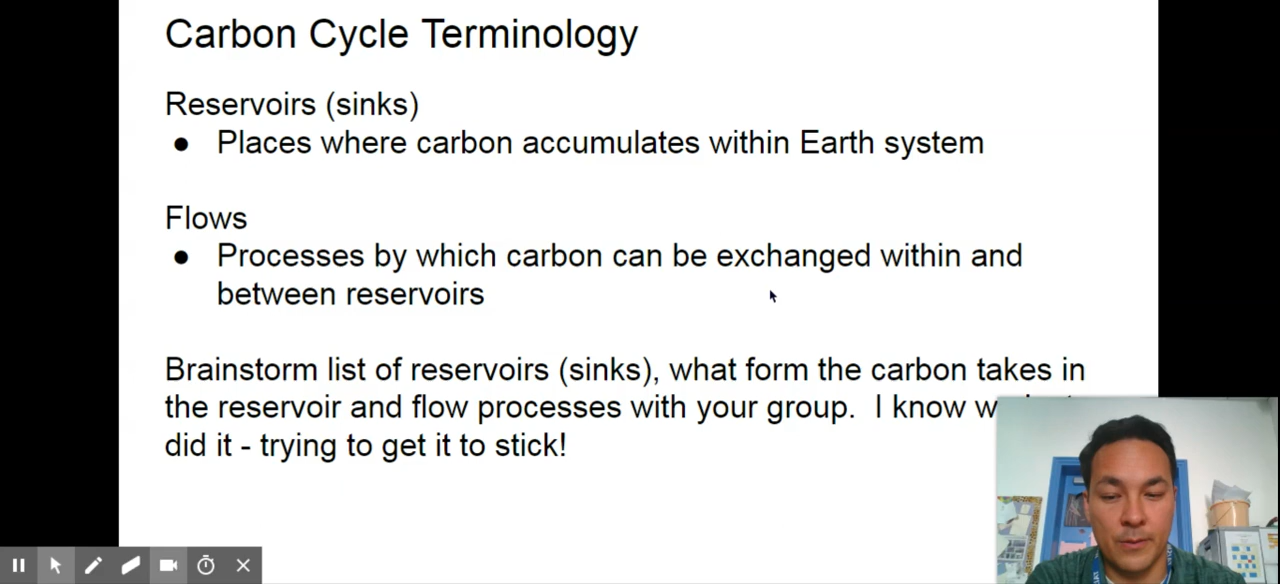 Carbon Cycle Terminology
Reservoirs (sinks)
● Places where carbon accumulates within Earth system
Flows
● Processes by which carbon can be exchanged within and
between reservoirs
Brainstorm list of reservoirs (sinks), what form the carbon takes in
the reservoir and flow processes with your group. I know
did it - trying to get it to stick!